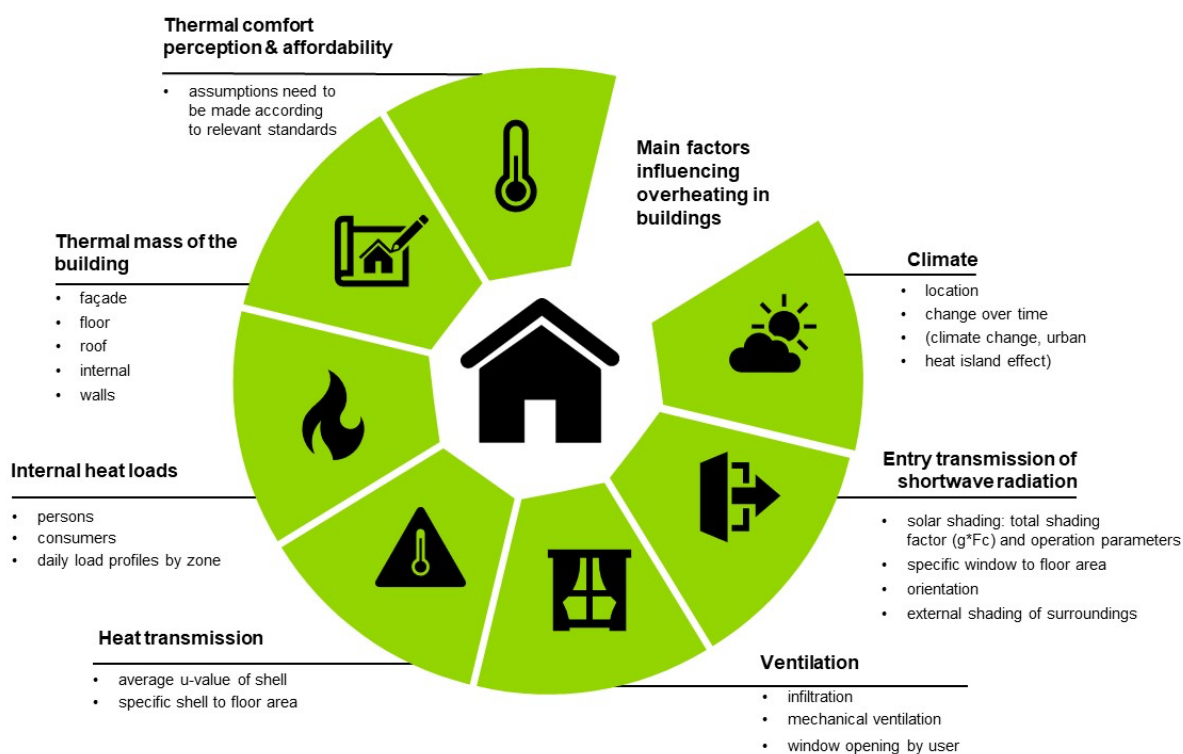 Thermal comfort
perception & affordability
• assumptions need to
be made according
to relevant standards
Main factors
influencing
overheating in
buildings
Thermal mass of the
building
• façade
• floor
• roof
• internal
• walls
Climate
• location
• change over time
• (climate change, urban
• heat island effect)
Internal heat loads
• persons
• consumers
• daily load profiles by zone
Entry transmission of
shortwave radiation
• solar shading: total shading
factor (g*Fc) and operation parameters
• specific window to floor area
• orientation
• external shading of surroundings
Heat transmission
• average u-value of shell
• specific shell to floor area
Ventilation
• infiltration
• mechanical ventilation
• window opening by user